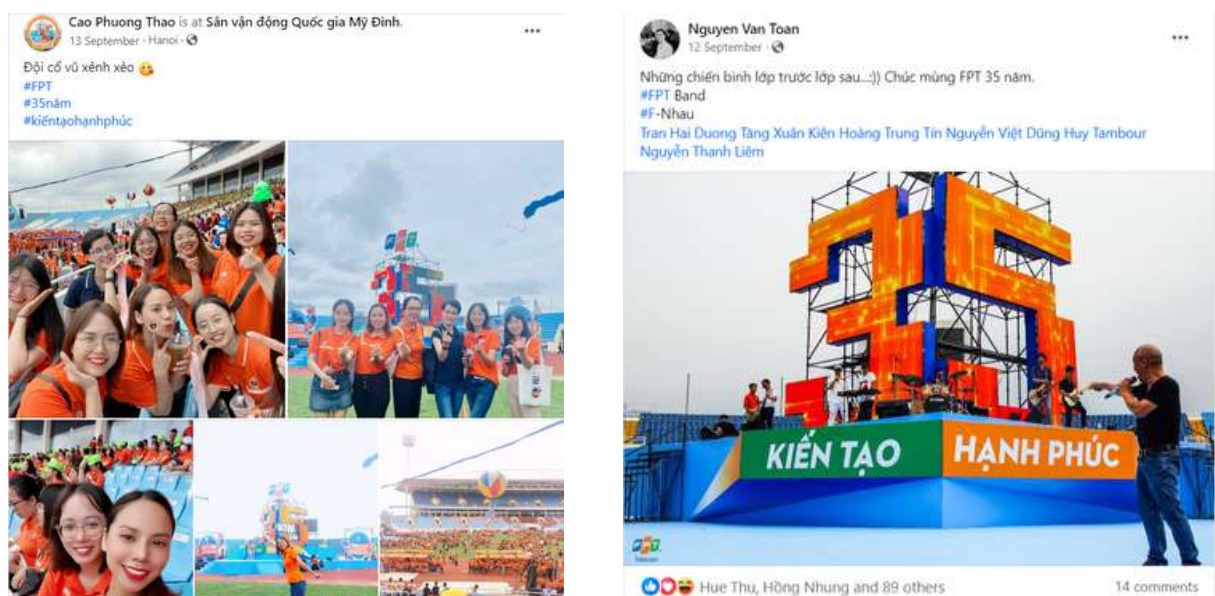 Cao Phuong Thao is at Sân vận động Quốc gia Mỹ Đình.
13 September · Hanoi ·
Đội cổ vũ xênh xẻo 🥰
#FPT
#35năm
#kiếntạohạnhphúc
Nguyen Van Toan
12 September ·
Những chiến binh lớp trước lớp sau...:)) Chúc mừng FPT 35 năm.
#FPT Band
#F-Nhau
Tran Hai Duong Tăng Xuân Kiên Hoàng Trung Tín Nguyễn Việt Dũng Huy Tambour
Nguyễn Thanh Liêm
35
KIẾN TẠO HẠNH PHÚC
FPT
Hue Thu, Hồng Nhung and 89 others
14 comments